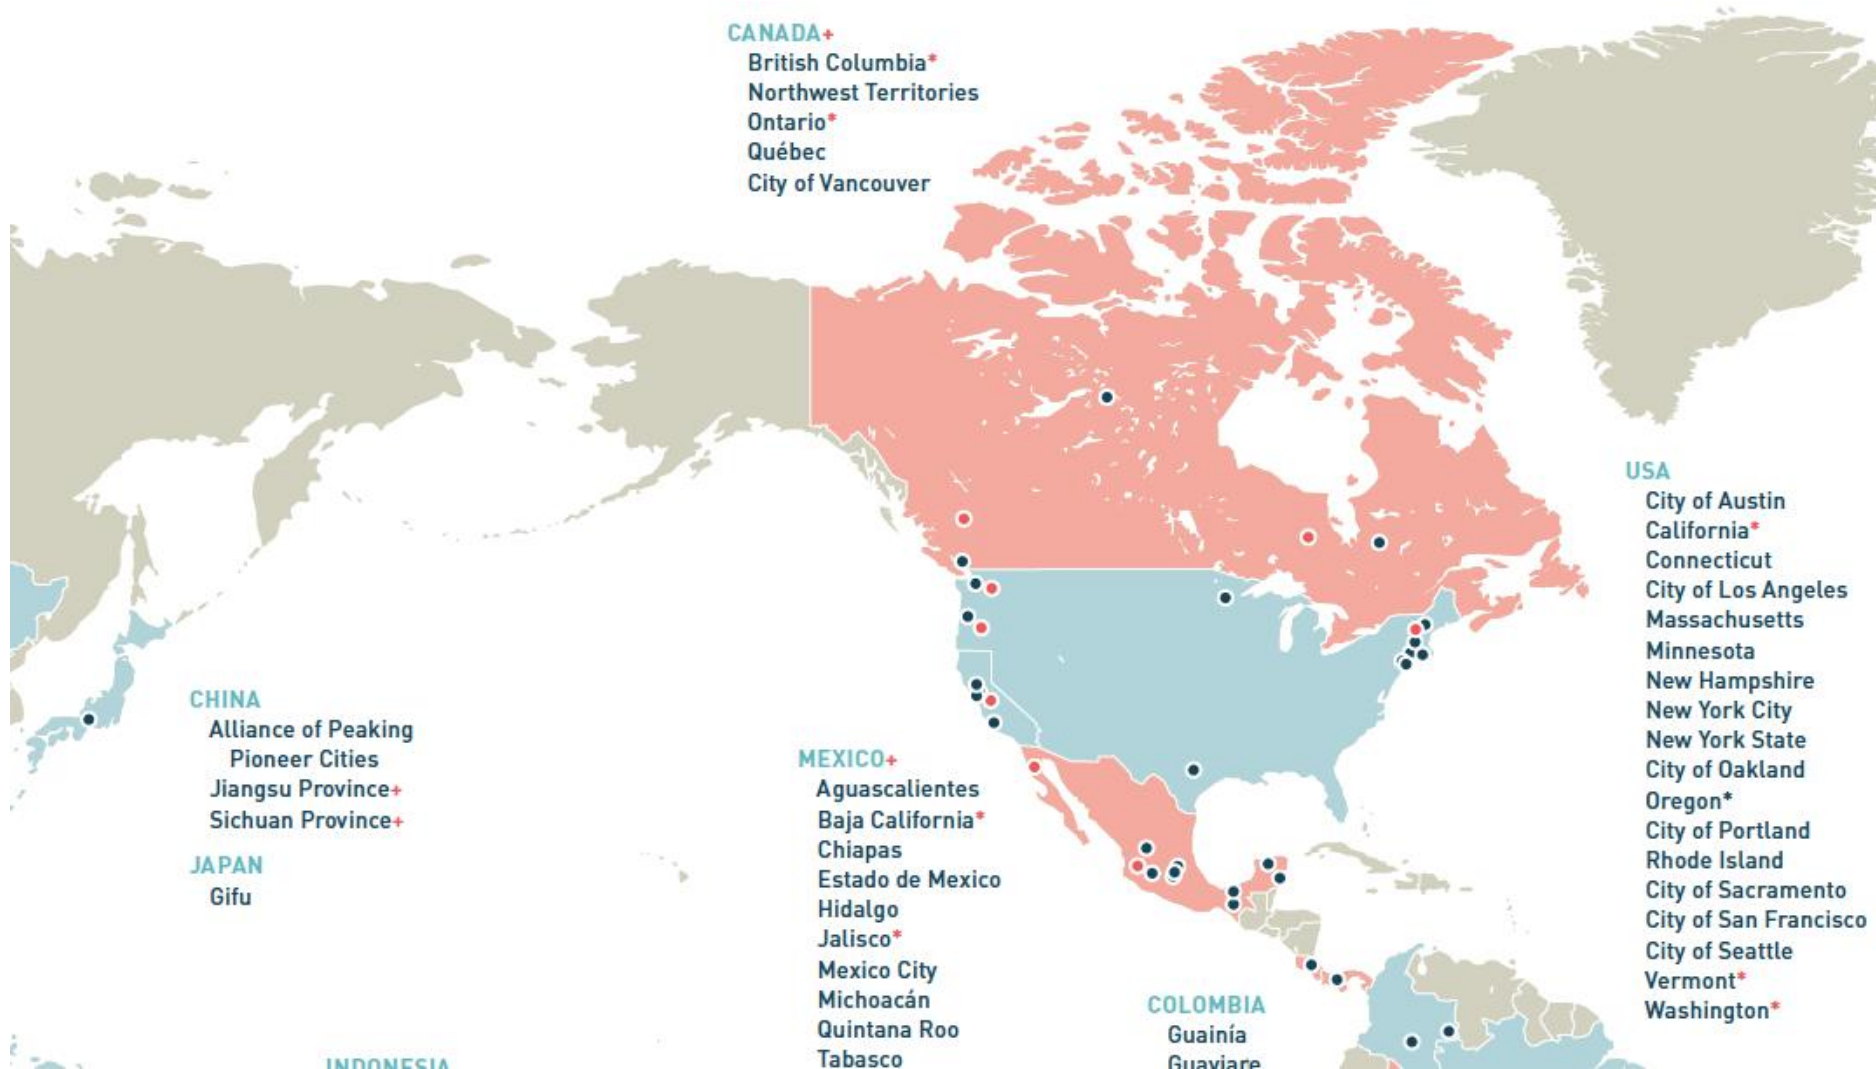 CANADA+
British Columbia*
Northwest Territories
Ontario*
Québec
City of Vancouver
CHINA
Alliance of Peaking
Pioneer Cities
Jiangsu Province+
Sichuan Province+
JAPAN
Gifu
INDONESIA
MEXICO+
Aguascalientes
Baja California*
Chiapas
Estado de Mexico
Hidalgo
Jalisco*
Mexico City
Michoacán
Quintana Roo
Tabasco
COLOMBIA
Guainía
Guaviare
USA
City of Austin
California*
Connecticut
City of Los Angeles
Massachusetts
Minnesota
New Hampshire
New York City
New York State
City of Oakland
Oregon*
City of Portland
Rhode Island
City of Sacramento
City of San Francisco
City of Seattle
Vermont*
Washington*